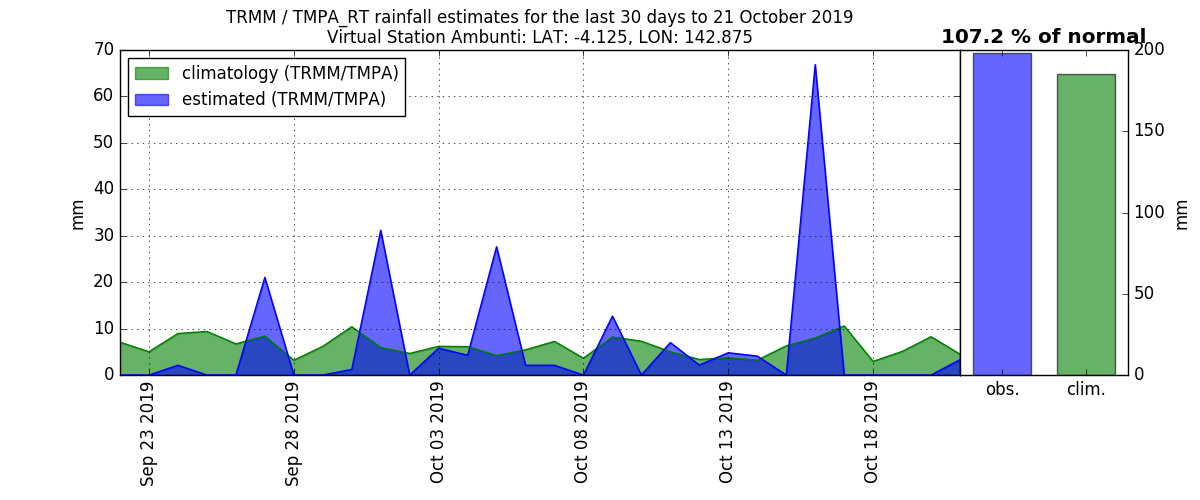 TRMM / TMPA_RT rainfall estimates for the last 30 days to 21 October 2019
Virtual Station Ambunti: LAT: -4.125, LON: 142.875
107.2 % of normal
climatology (TRMM/TMPA)
estimated (TRMM/TMPA)
70
60
50
40
30
20
10
0
mm
Sep 23 2019
Sep 28 2019
Oct 03 2019
Oct 08 2019
Oct 13 2019
Oct 18 2019
200
150
100
50
0
mm
obs.
clim.